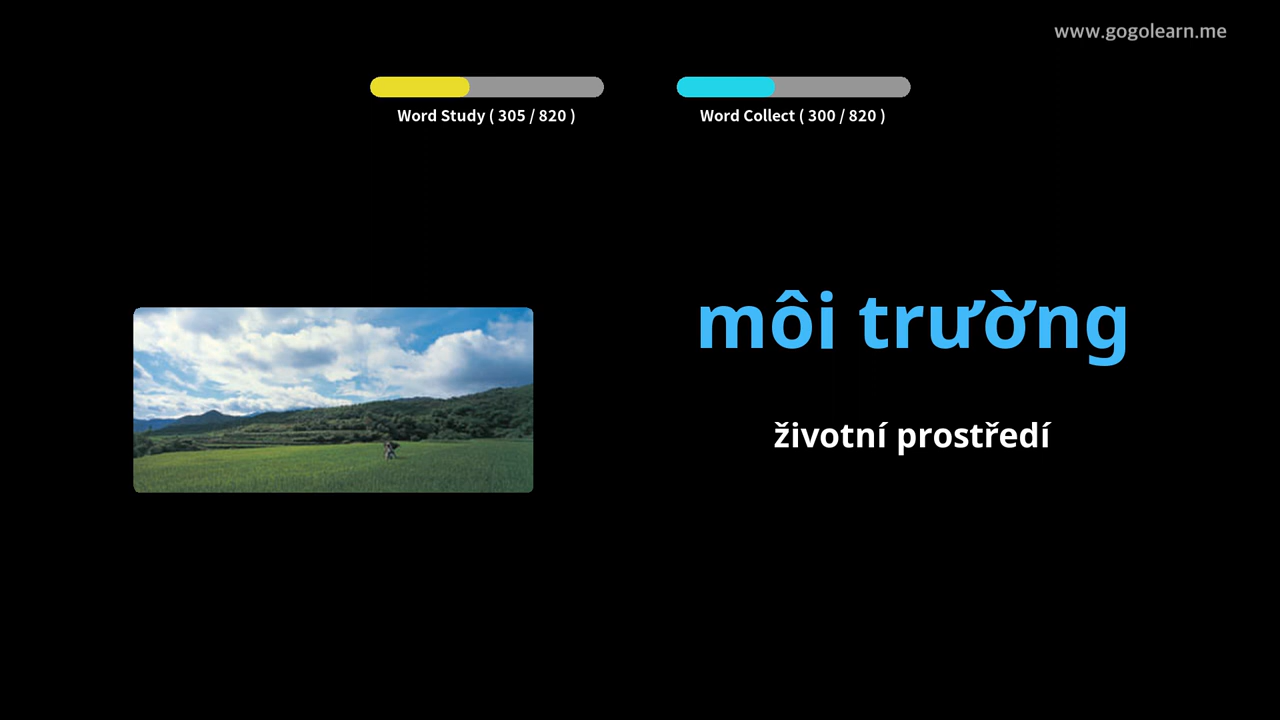 www.gogolearn.me
Word Study ( 305 / 820 )
Word Collect ( 300 / 820 )
môi trường
životní prostředí